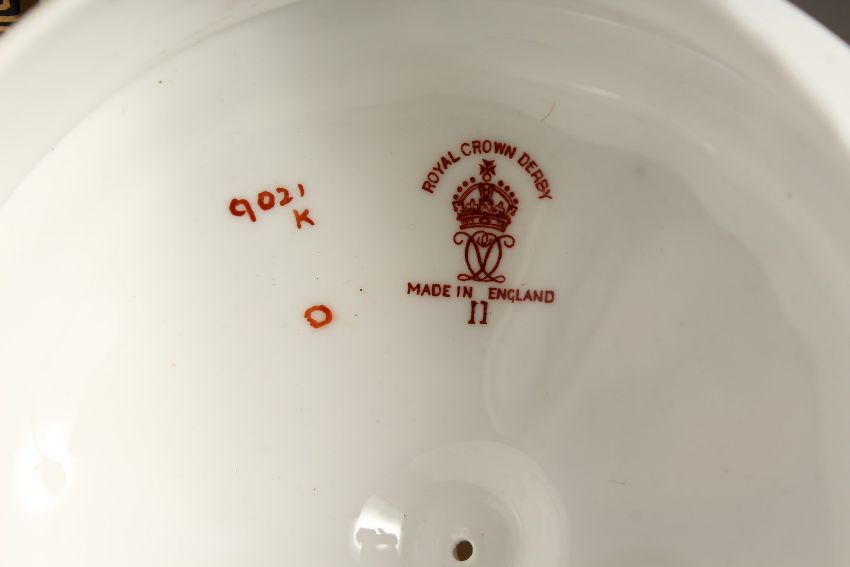 9021
K
O
ROYAL CROWN DERBY
MADE IN ENGLAND
II